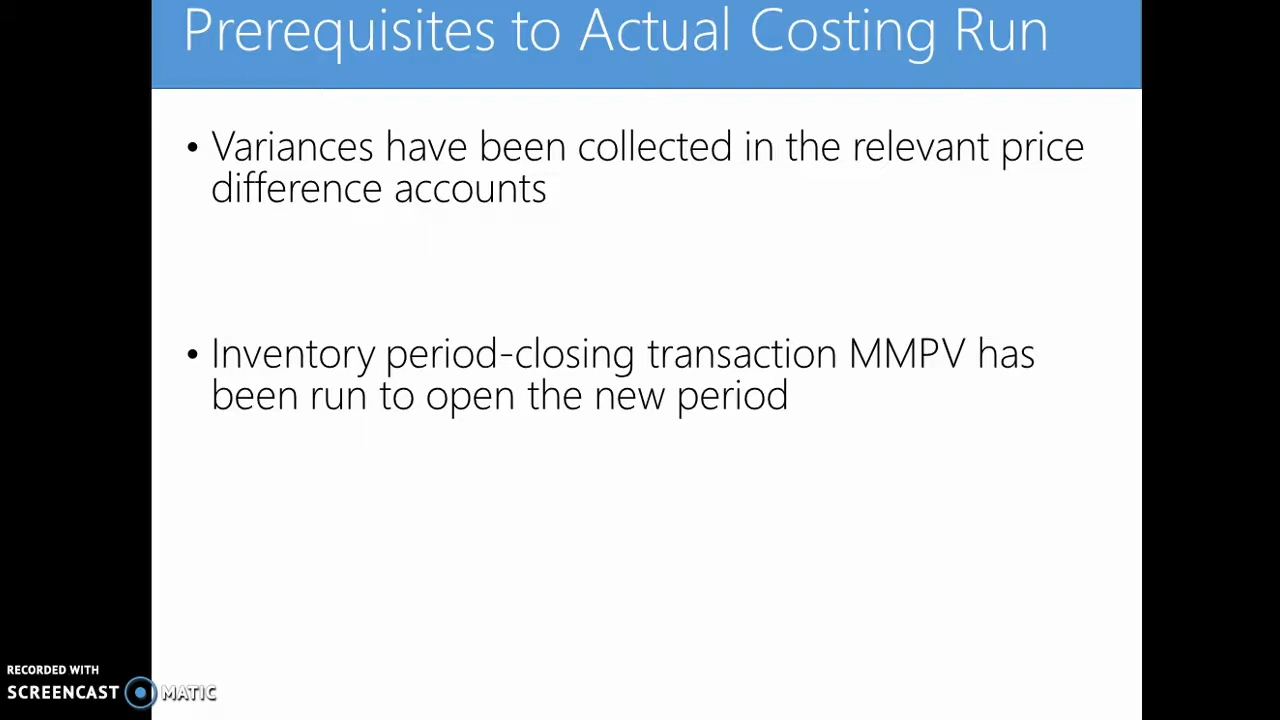 Prerequisites to Actual Costing Run
• Variances have been collected in the relevant price
difference accounts
• Inventory period-closing transaction MMPV has
been run to open the new period
RECORDED WITH
SCREENCAST MATIC